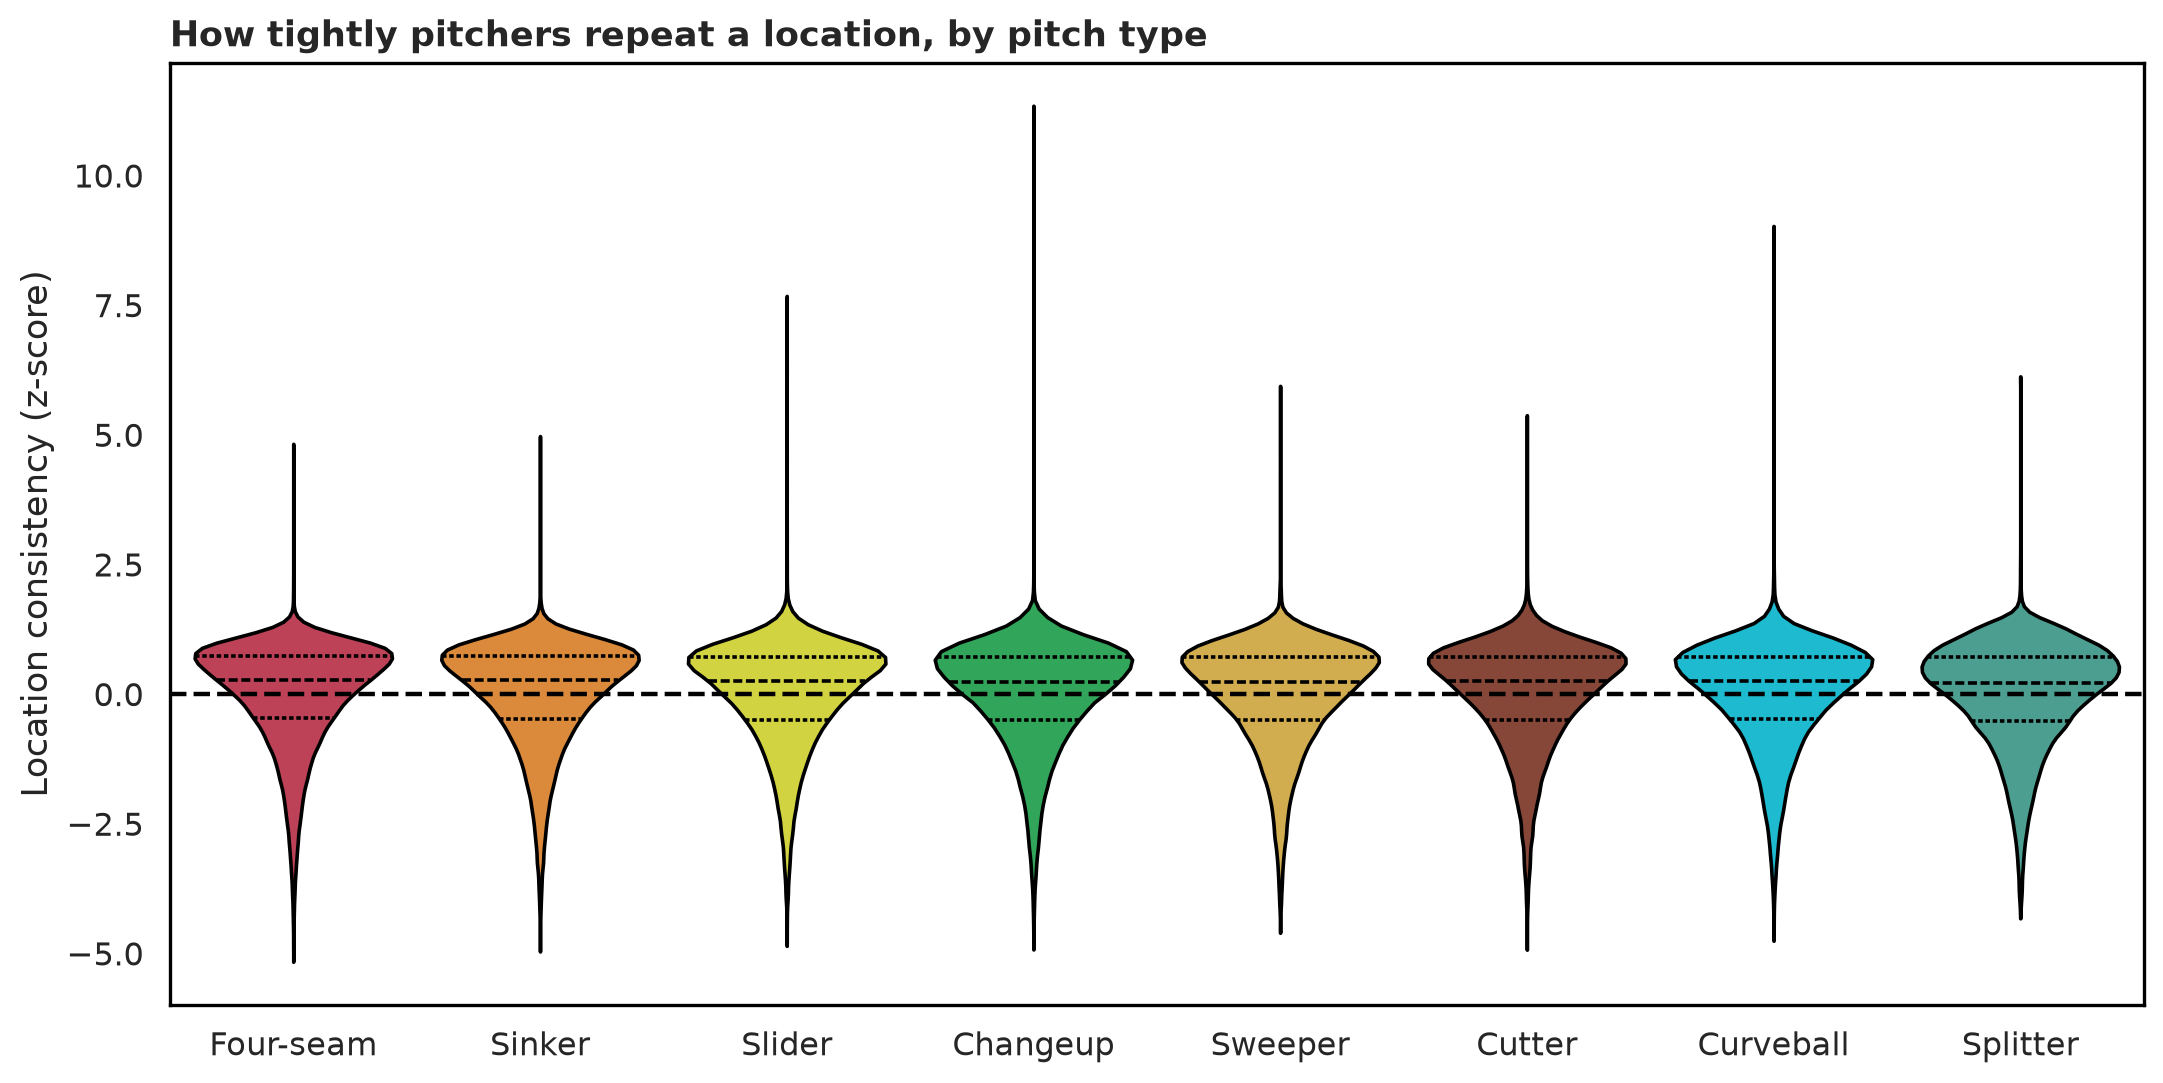 How tightly pitchers repeat a location, by pitch type
Location consistency (z-score)
10.0
7.5
5.0
2.5
0.0
−2.5
−5.0
Four-seam
Sinker
Slider
Changeup
Sweeper
Cutter
Curveball
Splitter